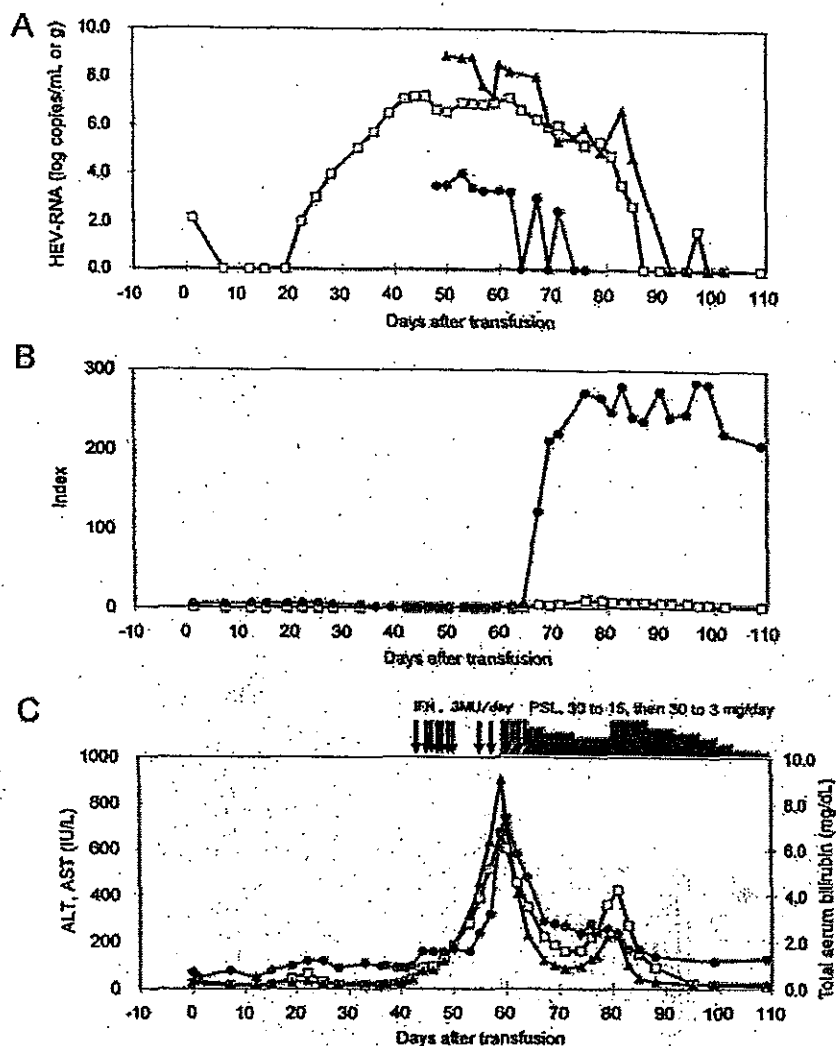 A
HEV-RNA (log copies/mL or g)
10.0
8.0
6.0
4.0
2.0
0.0
-10 0 10 20 30 40 50 60 70 80 90 100 110
Days after transfusion
B
Index
300
200
100
0
-10 0 10 20 30 40 50 60 70 80 90 100 110
Days after transfusion
C
IFN, 3MU/day PSL, 30 to 15, then 30 to 3 mg/day
ALT, AST (IU/L)
1000
800
600
400
200
0
10.0
8.0
6.0
4.0
2.0
0.0
Total serum bilirubin (mg/dL)
-10 0 10 20 30 40 50 60 70 80 90 100 110
Days after transfusion